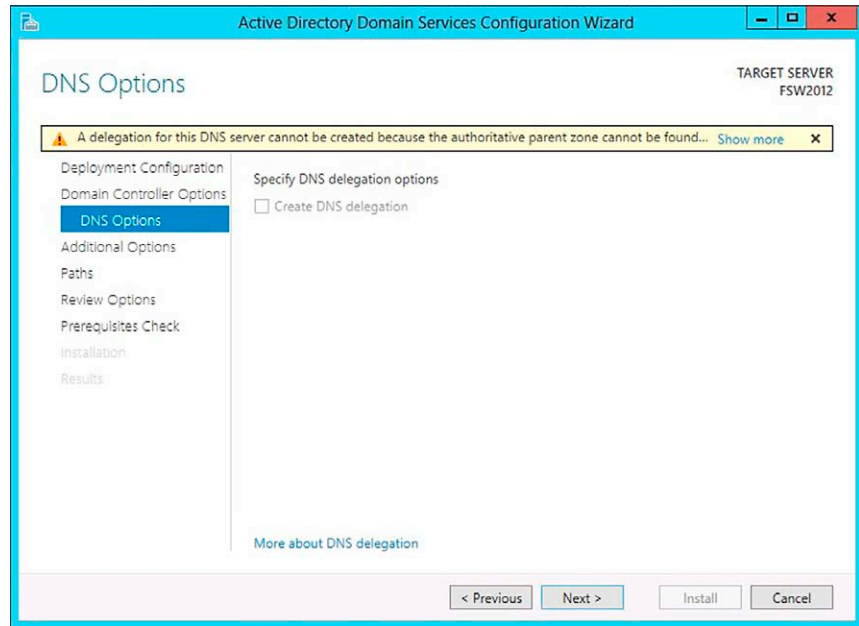 Active Directory Domain Services Configuration Wizard
DNS Options
TARGET SERVER
FSW2012
A delegation for this DNS server cannot be created because the authoritative parent zone cannot be found... Show more
Deployment Configuration
Domain Controller Options
DNS Options
Additional Options
Paths
Review Options
Prerequisites Check
Installation
Results
Specify DNS delegation options
Create DNS delegation
More about DNS delegation
< Previous
Next >
Install
Cancel